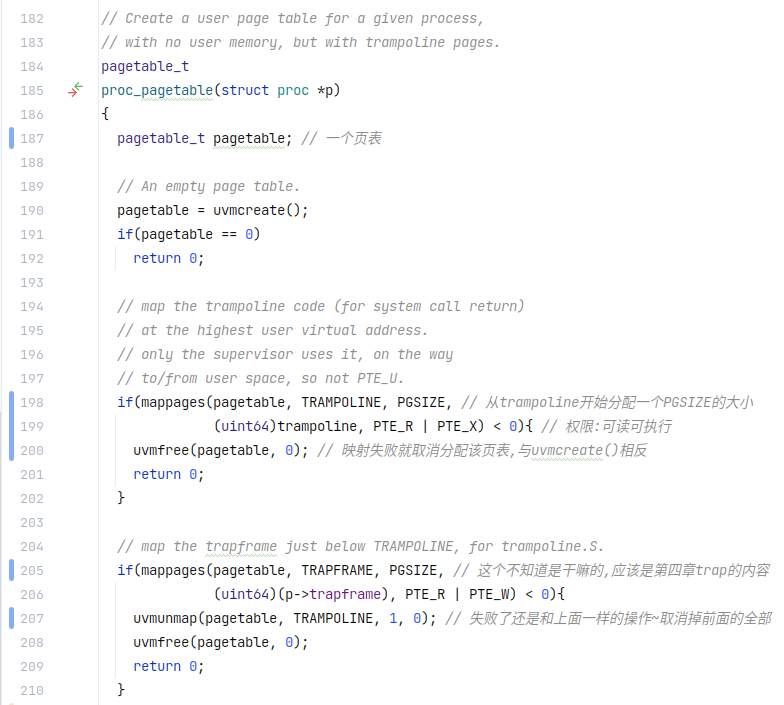 182 // Create a user page table for a given process,
183 // with no user memory, but with trampoline pages.
184 pagetable_t
185 proc_pagetable(struct proc *p)
186 {
187 pagetable_t pagetable; // 一个页表
188
189 // An empty page table.
190 pagetable = uvmcreate();
191 if(pagetable == 0)
192 return 0;
193
194 // map the trampoline code (for system call return)
195 // at the highest user virtual address.
196 // only the supervisor uses it, on the way
197 // to/from user space, so not PTE_U.
198 if(mappages(pagetable, TRAMPOLINE, PGSIZE, // 从trampoline开始分配一个PGSIZE的大小
199 (uint64)trampoline, PTE_R | PTE_X) < 0){ // 权限:可读可执行
200 uvmfree(pagetable, 0); // 映射失败就取消分配该页表,与uvmcreate()相反
201 return 0;
202 }
203
204 // map the trapframe just below TRAMPOLINE, for trampoline.S.
205 if(mappages(pagetable, TRAPFRAME, PGSIZE, // 这个不知道是干嘛的,应该是第四章trap的内容
206 (uint64)(p->trapframe), PTE_R | PTE_W) < 0){
207 uvmunmap(pagetable, TRAMPOLINE, 1, 0); // 失败了还是和上面一样的操作~取消掉前面的全部
208 uvmfree(pagetable, 0);
209 return 0;
210 }